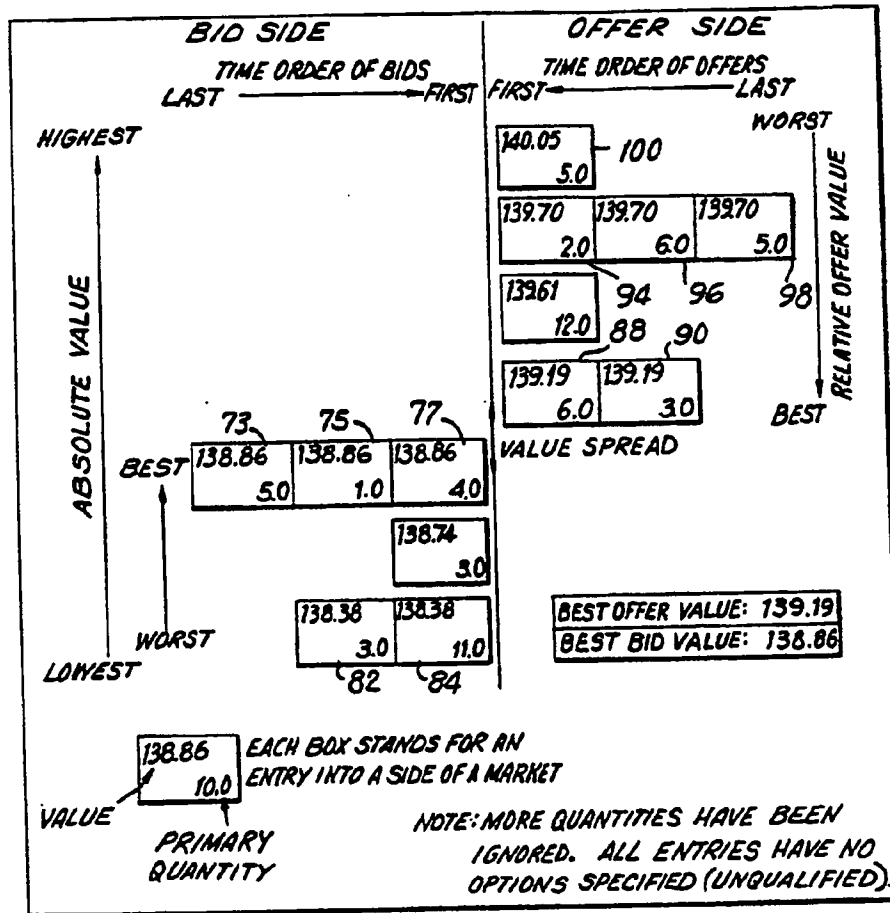 BID SIDE
OFFER SIDE
TIME ORDER OF BIDS
LAST FIRST
TIME ORDER OF OFFERS
FIRST LAST
HIGHEST
ABSOLUTE VALUE
LOWEST
WORST
RELATIVE OFFER VALUE
BEST
140.05
5.0
100
139.70 139.70 139.70
2.0 6.0 5.0
94 96 98
139.61
12.0
88 90
139.19 139.19
6.0 3.0
VALUE SPREAD
73 75 77
BEST
138.86 138.86 138.86
5.0 1.0 4.0
138.74
3.0
WORST
138.38 138.38
3.0 11.0
82 84
BEST OFFER VALUE: 139.19
BEST BID VALUE: 138.86
138.86
10.0
VALUE
PRIMARY
QUANTITY
EACH BOX STANDS FOR AN
ENTRY INTO A SIDE OF A MARKET
NOTE: MORE QUANTITIES HAVE BEEN
IGNORED. ALL ENTRIES HAVE NO
OPTIONS SPECIFIED (UNQUALIFIED).